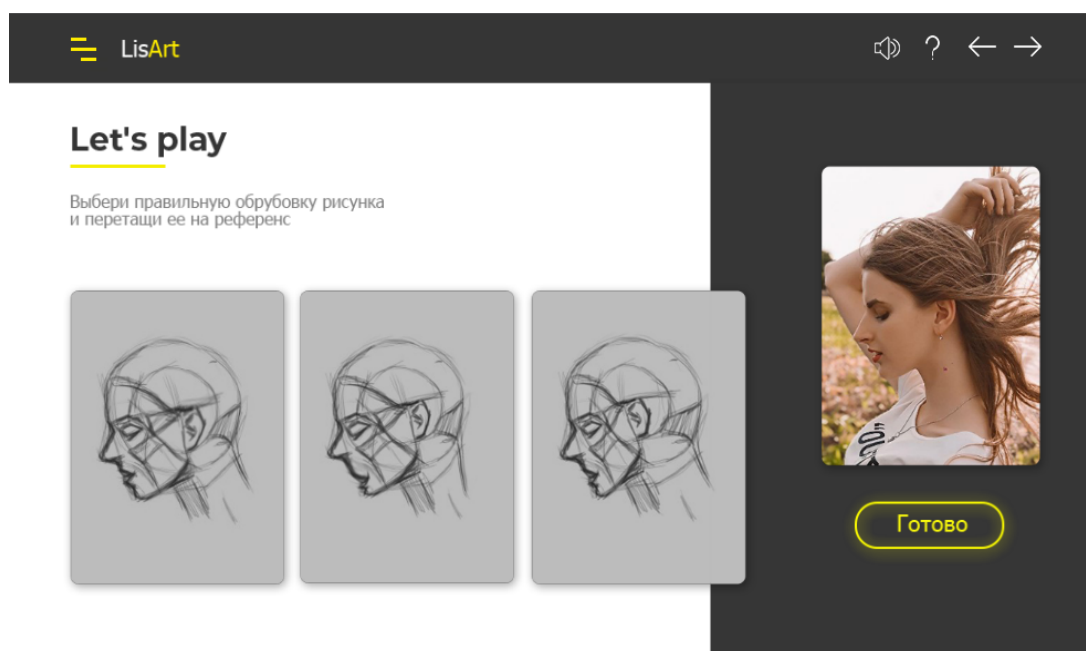 LisArt
?
Let's play
Выбери правильную обрубовку рисунка
и перетащи ее на референс
Готово